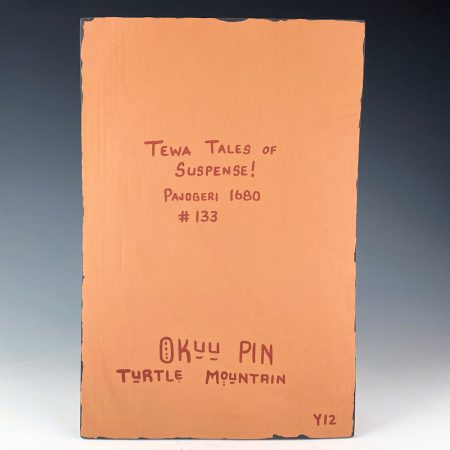 TEWA TALES OF
SUSPENSE!
PAJOGERI 1680
#133
OKUU PIN
TURTLE MOUNTAIN
Y12